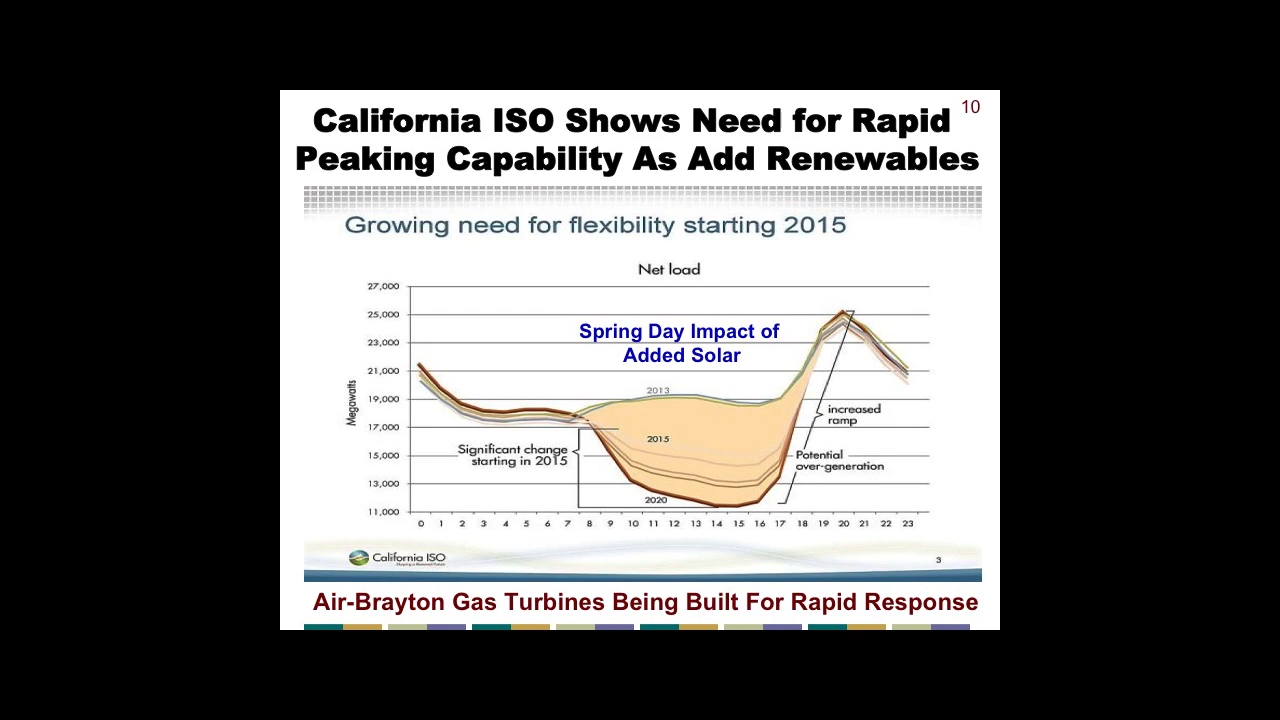 10
California ISO Shows Need for Rapid
Peaking Capability As Add Renewables
Growing need for flexibility starting 2015
Net load
27,000
25,000
23,000
21,000
19,000
17,000
15,000
13,000
11,000
Megawatts
Spring Day Impact of
Added Solar
2013
2015
2020
Significant change
starting in 2015
increased
ramp
Potential
over-generation
0 1 2 3 4 5 6 7 8 9 10 11 12 13 14 15 16 17 18 19 20 21 22 23
California ISO
3
Air-Brayton Gas Turbines Being Built For Rapid Response